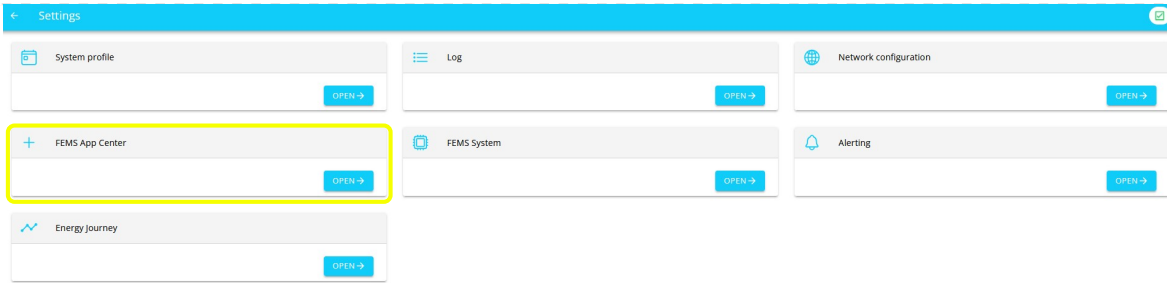 Settings
System profile
OPEN→
Log
OPEN→
Network configuration
OPEN→
FEMS App Center
OPEN→
FEMS System
OPEN→
Alerting
OPEN→
Energy Journey
OPEN→